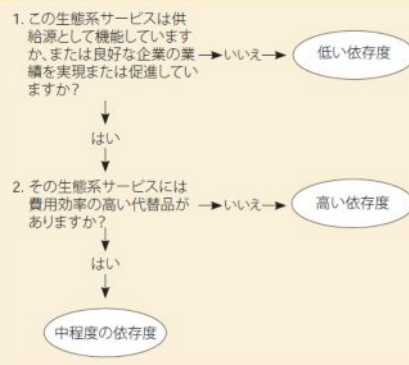 1. この生態系サービスは供
給源として機能しています
か、または良好な企業の業
績を実現または促進してい
ますか?
いいえ
低い依存度
はい
2. その生態系サービスには
費用効率の高い代替品が
ありますか?
いいえ
高い依存度
はい
中程度の依存度